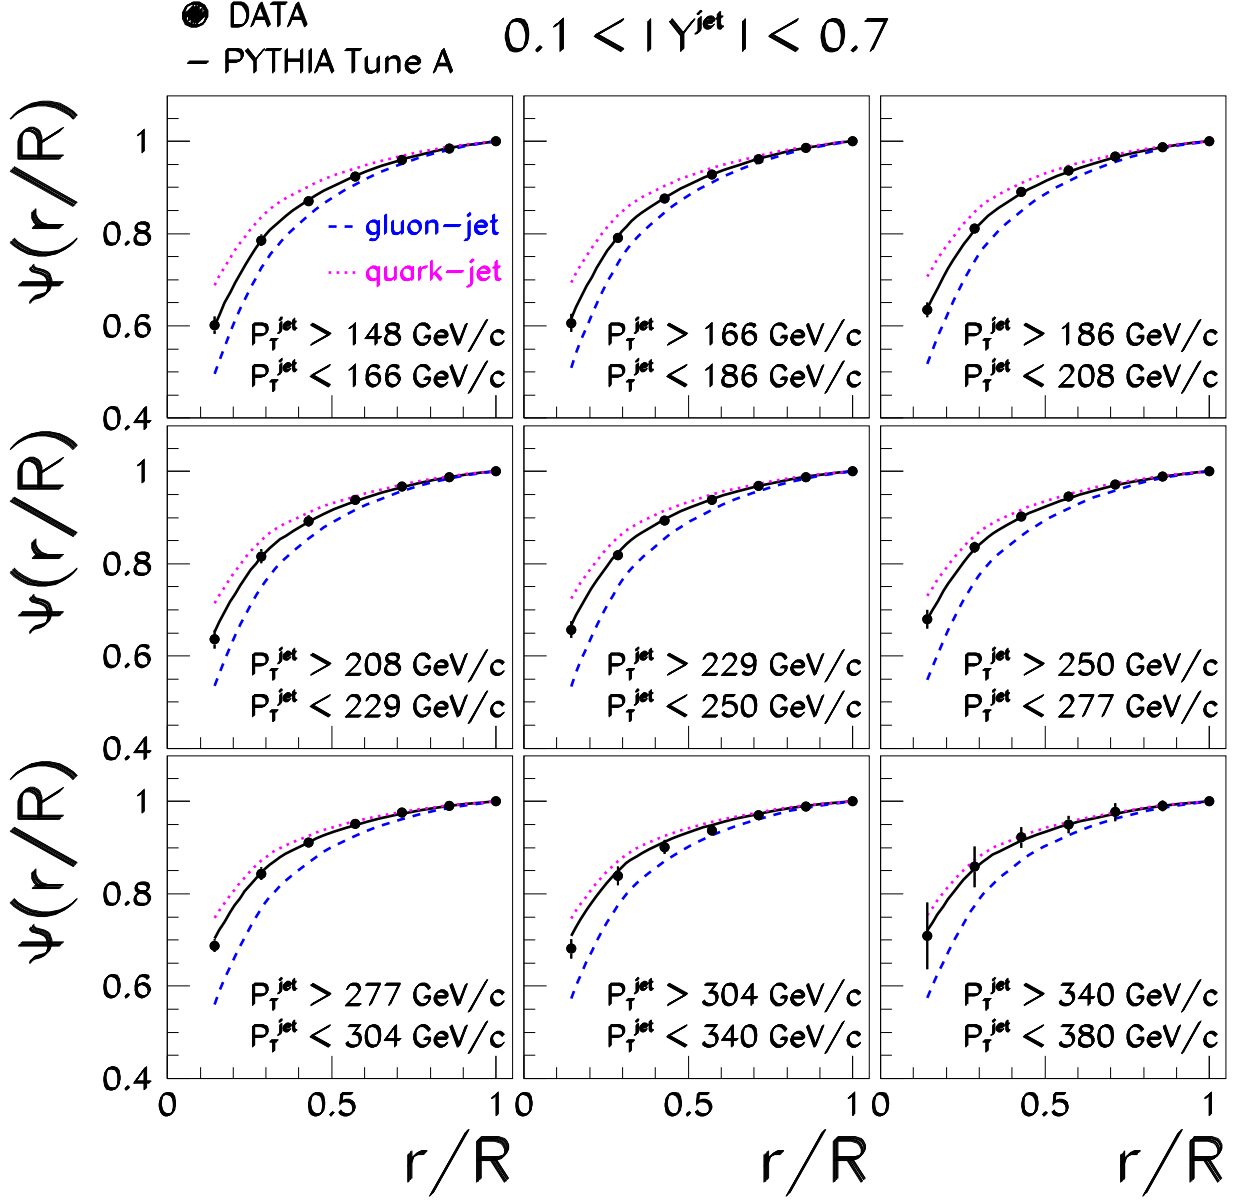 DATA
— PYTHIA Tune A
0.1 < | Y^jet | < 0.7
Ψ(r/R)
1
0.8
0.6
0.4
-- gluon-jet
···· quark-jet
P_T^jet > 148 GeV/c
P_T^jet < 166 GeV/c
P_T^jet > 166 GeV/c
P_T^jet < 186 GeV/c
P_T^jet > 186 GeV/c
P_T^jet < 208 GeV/c
Ψ(r/R)
1
0.8
0.6
0.4
P_T^jet > 208 GeV/c
P_T^jet < 229 GeV/c
P_T^jet > 229 GeV/c
P_T^jet < 250 GeV/c
P_T^jet > 250 GeV/c
P_T^jet < 277 GeV/c
Ψ(r/R)
1
0.8
0.6
0.4
P_T^jet > 277 GeV/c
P_T^jet < 304 GeV/c
P_T^jet > 304 GeV/c
P_T^jet < 340 GeV/c
P_T^jet > 340 GeV/c
P_T^jet < 380 GeV/c
0 0.5 1 0 0.5 1 0 0.5 1
r/R r/R r/R